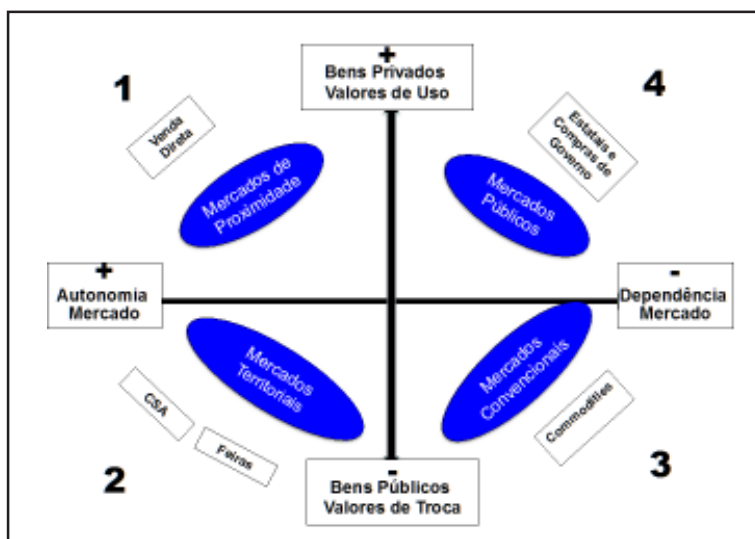 +
Bens Privados
Valores de Uso
1
4
Venda
Direta
Estatais e
Compras de
Governo
Mercados de
Proximidade
Mercados
Públicos
+
Autonomia
Mercado
-
Dependência
Mercado
Mercados
Territoriais
Mercados
Convencionais
CSA
Feiras
Commodities
2
3
-
Bens Públicos
Valores de Troca